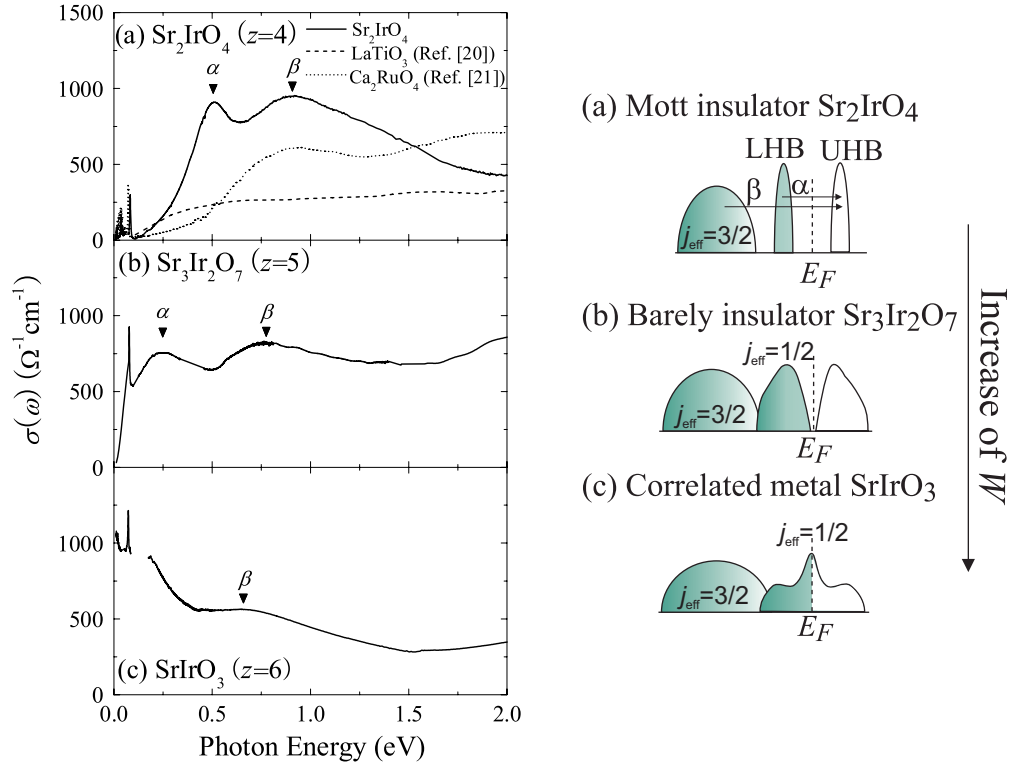 1500
(a) Sr₂IrO₄ (z=4)
Sr₂IrO₄
LaTiO₃ (Ref. [20])
Ca₂RuO₄ (Ref. [21])
α
β
1000
500
0
(b) Sr₃Ir₂O₇ (z=5)
α
β
1000
500
0
β
1000
500
(c) SrIrO₃ (z=6)
0
0.0 0.5 1.0 1.5 2.0
Photon Energy (eV)
σ(ω) (Ω⁻¹cm⁻¹)
(a) Mott insulator Sr₂IrO₄
LHB UHB
β α
jeff=3/2
EF
(b) Barely insulator Sr₃Ir₂O₇
jeff=1/2
jeff=3/2
EF
(c) Correlated metal SrIrO₃
jeff=1/2
jeff=3/2
EF
Increase of W